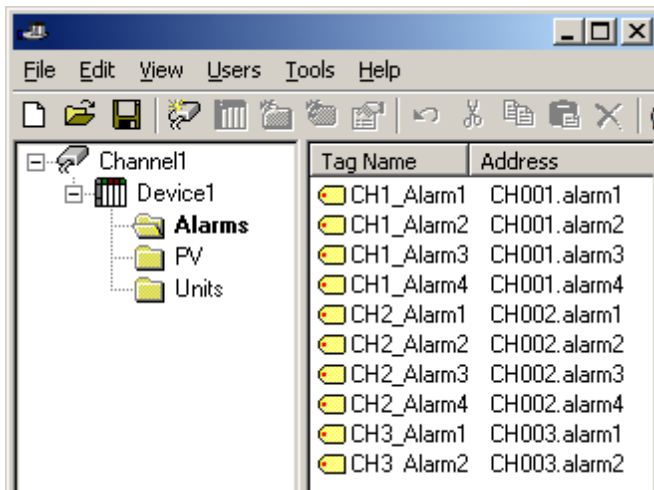 File Edit View Users Tools Help
Channel1
Device1
Alarms
PV
Units
Tag Name Address
CH1_Alarm1 CH001.alarm1
CH1_Alarm2 CH001.alarm2
CH1_Alarm3 CH001.alarm3
CH1_Alarm4 CH001.alarm4
CH2_Alarm1 CH002.alarm1
CH2_Alarm2 CH002.alarm2
CH2_Alarm3 CH002.alarm3
CH2_Alarm4 CH002.alarm4
CH3_Alarm1 CH003.alarm1
CH3 Alarm2 CH003.alarm2